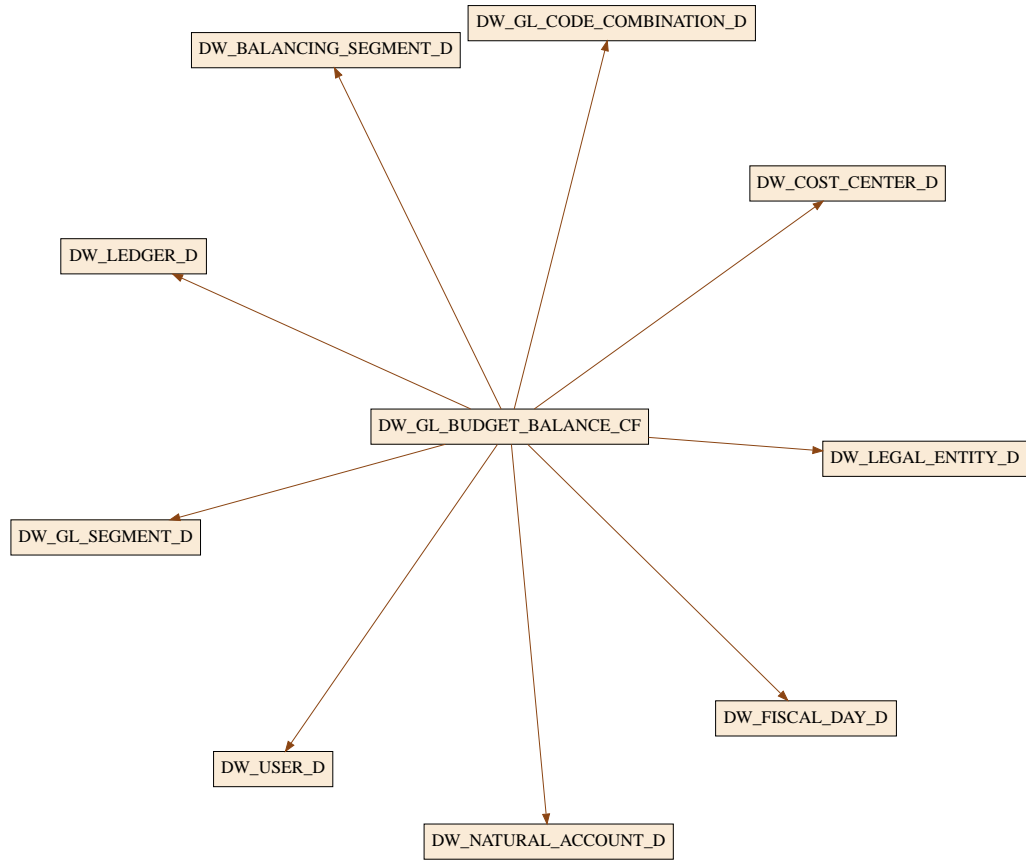 DW_GL_CODE_COMBINATION_D
DW_BALANCING_SEGMENT_D
DW_COST_CENTER_D
DW_LEDGER_D
DW_GL_BUDGET_BALANCE_CF
DW_LEGAL_ENTITY_D
DW_GL_SEGMENT_D
DW_FISCAL_DAY_D
DW_USER_D
DW_NATURAL_ACCOUNT_D